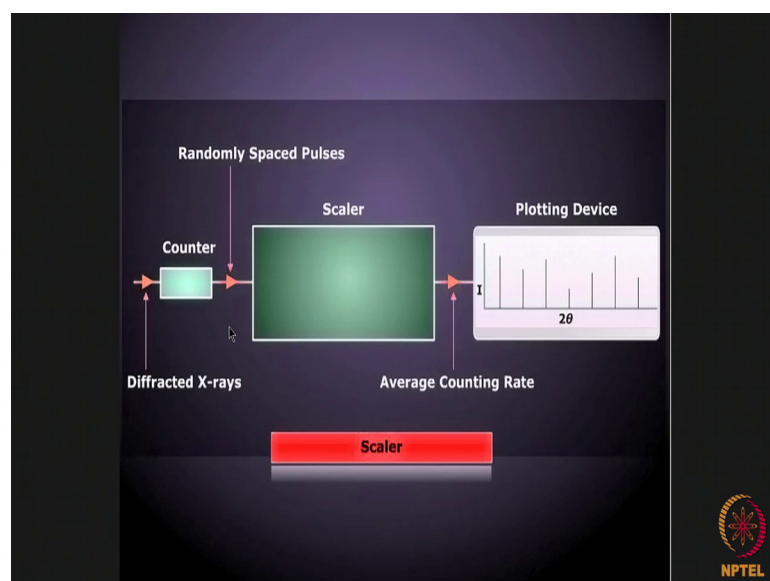 Randomly Spaced Pulses
Scaler
Plotting Device
Counter
I
2θ
Diffracted X-rays
Average Counting Rate
Scaler
NPTEL